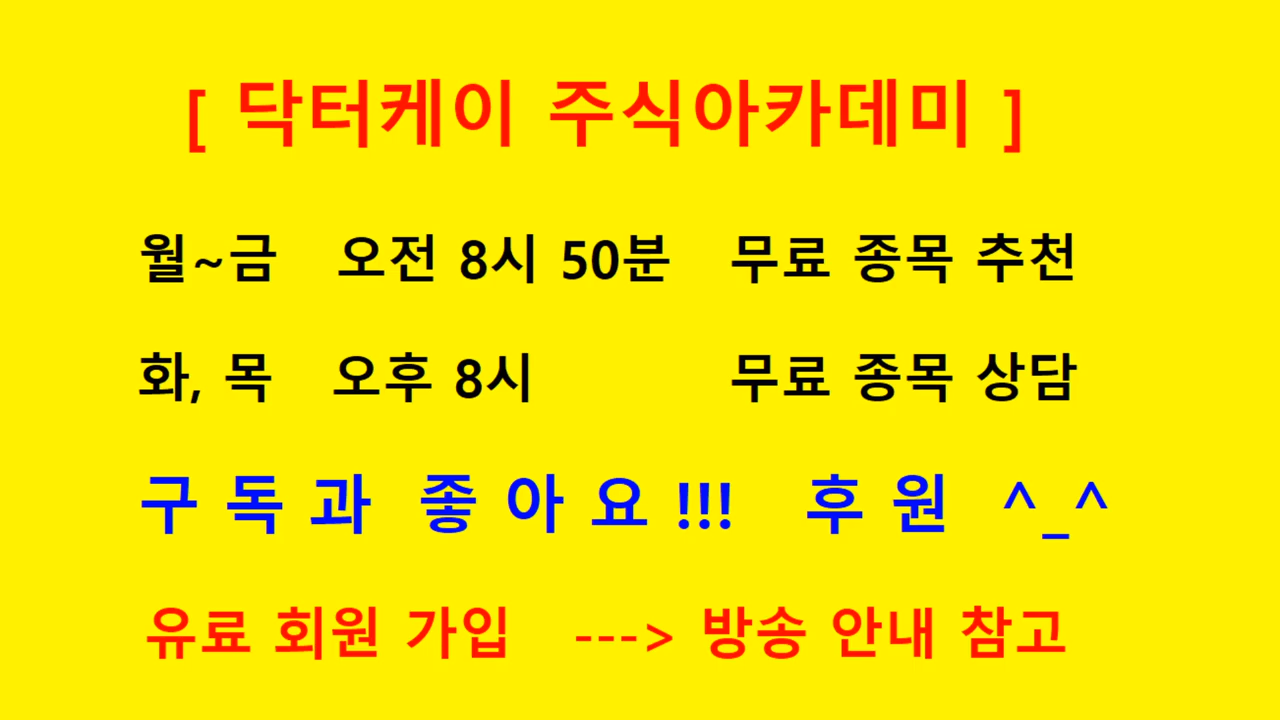 [ 닥터케이 주식아카데미 ]
월~금 오전 8시 50분 무료 종목 추천
화, 목 오후 8시 무료 종목 상담
구 독 과 좋 아 요 !!! 후 원 ^_^
유료 회원 가입 ---> 방송 안내 참고